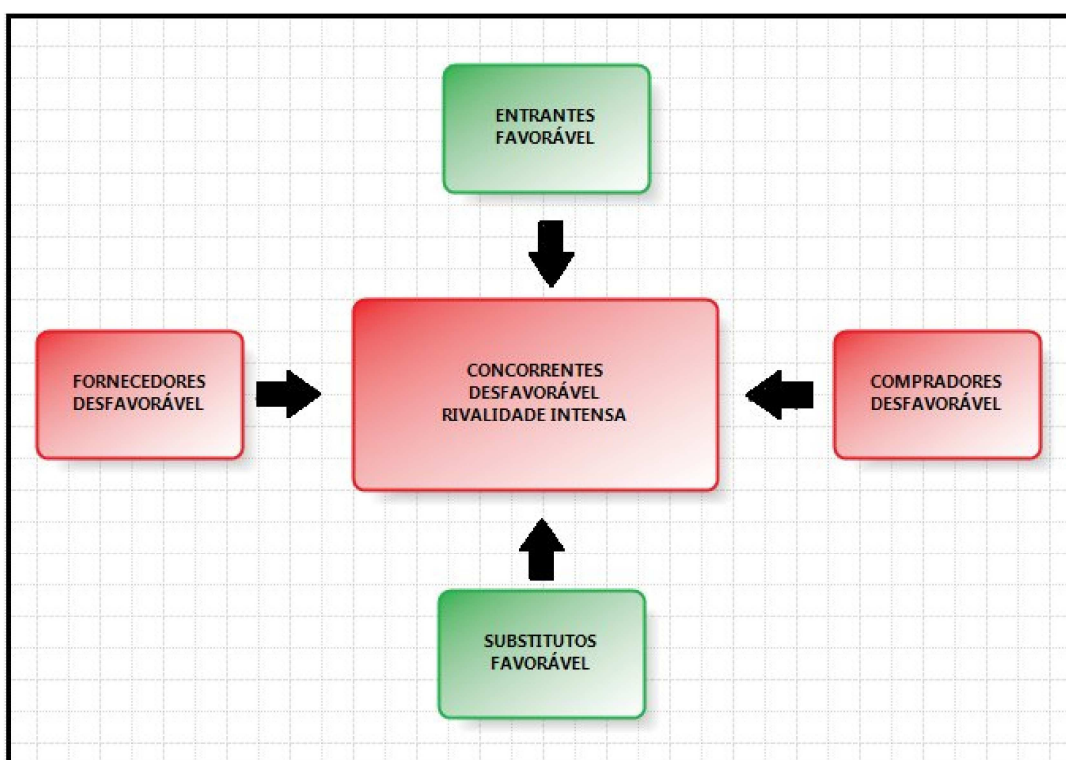 ENTRANTES
FAVORÁVEL
FORNECEDORES
DESFAVORÁVEL
CONCORRENTES
DESFAVORÁVEL
RIVALIDADE INTENSA
COMPRADORES
DESFAVORÁVEL
SUBSTITUTOS
FAVORÁVEL